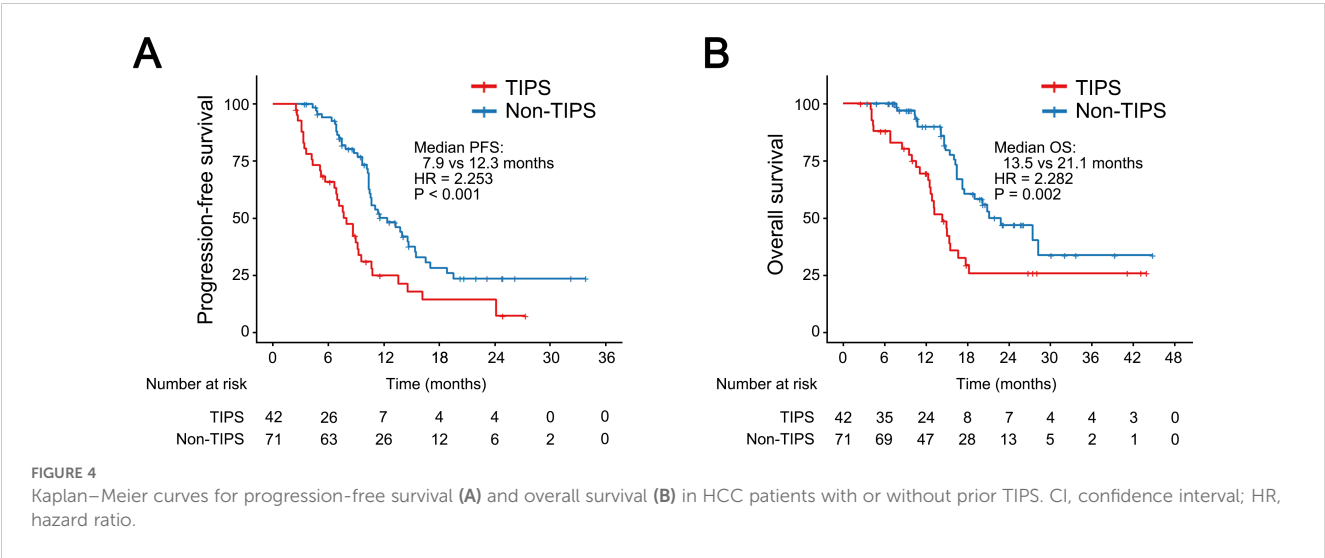 A
Progression-free survival
100
75
50
25
0
TIPS
Non-TIPS
Median PFS:
7.9 vs 12.3 months
HR = 2.253
P < 0.001
0 6 12 18 24 30 36
Number at risk Time (months)
TIPS 42 26 7 4 4 0 0
Non-TIPS 71 63 26 12 6 2 0
B
Overall survival
100
75
50
25
0
TIPS
Non-TIPS
Median OS:
13.5 vs 21.1 months
HR = 2.282
P = 0.002
0 6 12 18 24 30 36 42 48
Number at risk Time (months)
TIPS 42 35 24 8 7 4 4 3 0
Non-TIPS 71 69 47 28 13 5 2 1 0
FIGURE 4
Kaplan–Meier curves for progression-free survival (A) and overall survival (B) in HCC patients with or without prior TIPS. CI, confidence interval; HR,
hazard ratio.